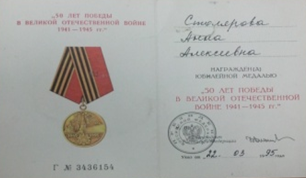 „50 ЛЕТ ПОБЕДЫ
В ВЕЛИКОЙ ОТЕЧЕСТВЕННОЙ ВОЙНЕ
1941—1945 гг."
Г № 3436154
Столярова
Анна
Алексеевна
НАГРАЖДЕН(А)
ЮБИЛЕЙНОЙ МЕДАЛЬЮ
„50 ЛЕТ ПОБЕДЫ
В ВЕЛИКОЙ ОТЕЧЕСТВЕННОЙ
ВОЙНЕ 1941—1945 гг."
22 03 95